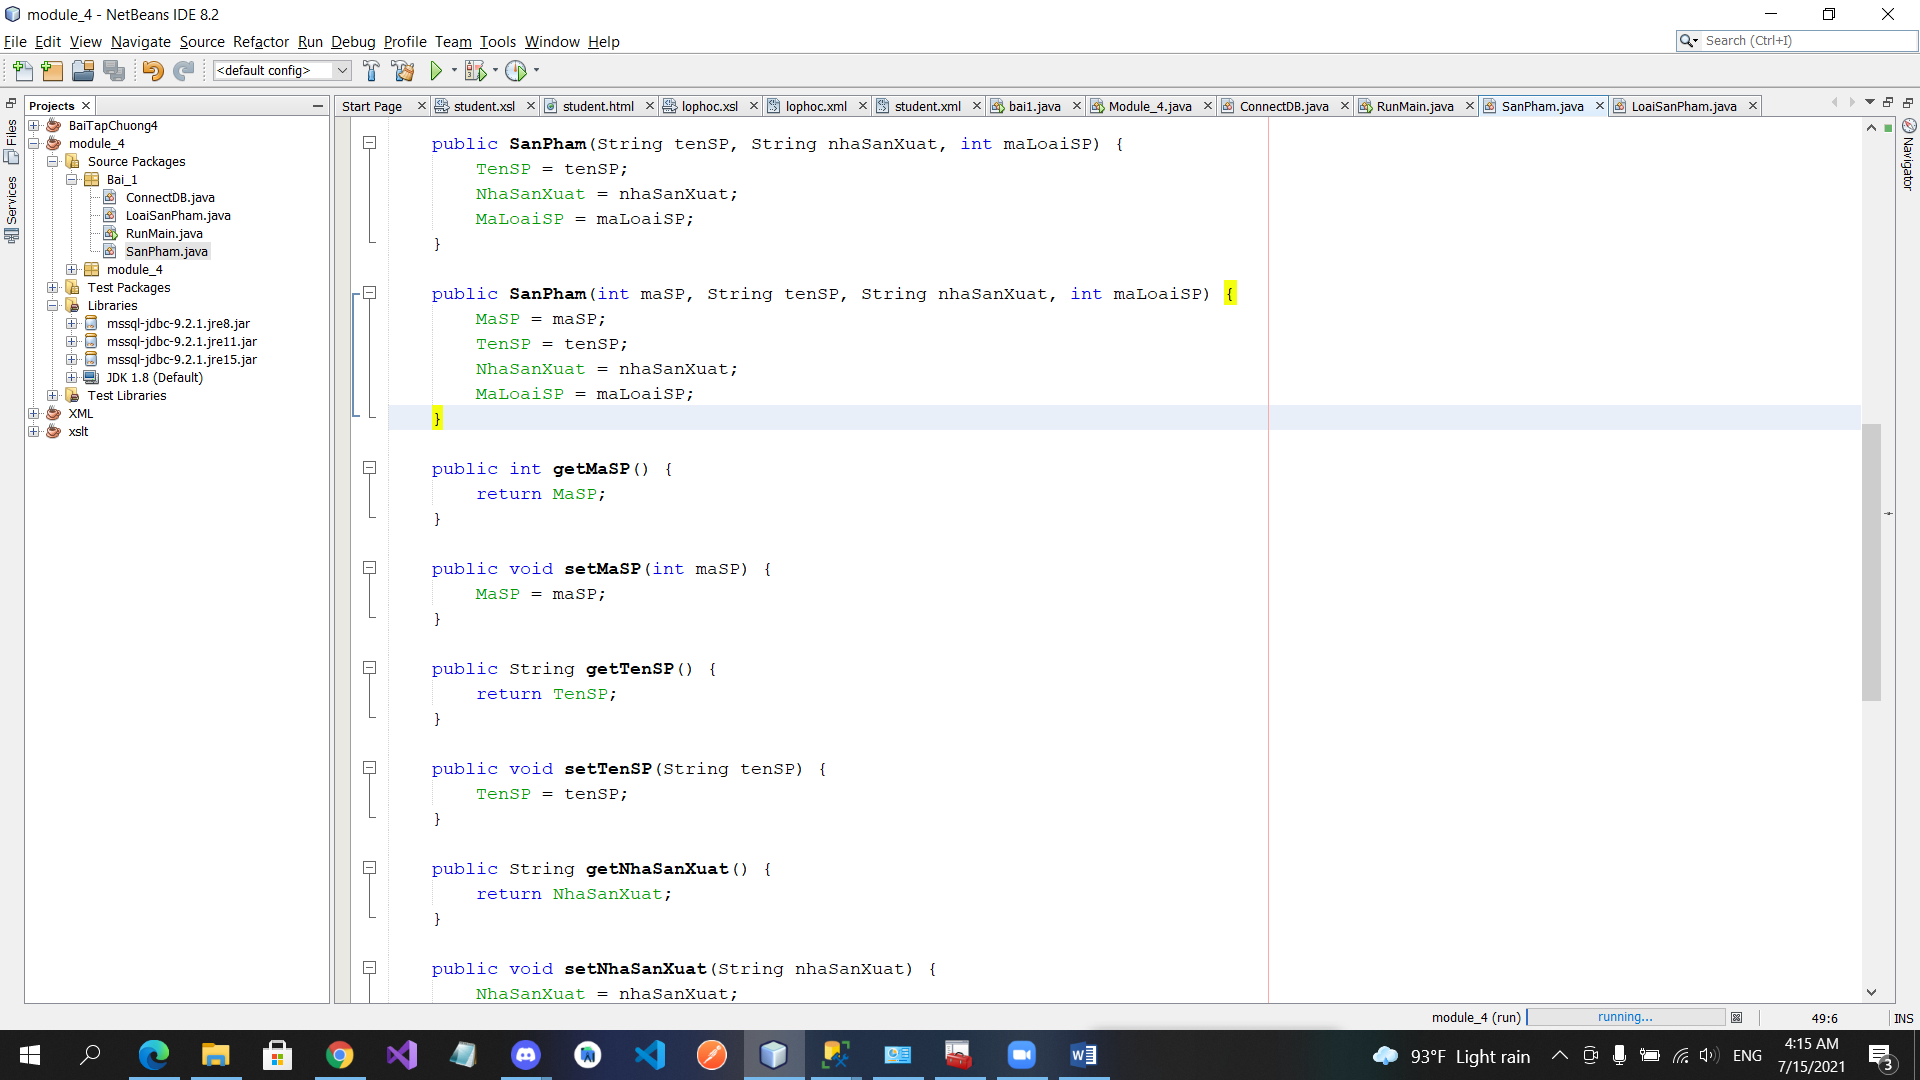 module_4 - NetBeans IDE 8.2
File Edit View Navigate Source Refactor Run Debug Profile Team Tools Window Help
Search (Ctrl+I)
<default config>
Projects
Start Page student.xsl student.html lophoc.xsl lophoc.xml student.xml bai1.java Module_4.java ConnectDB.java RunMain.java SanPham.java LoaiSanPham.java
Files
Services
Navigator
BaiTapChuong4
module_4
Source Packages
Bai_1
ConnectDB.java
LoaiSanPham.java
RunMain.java
SanPham.java
module_4
Test Packages
Libraries
mssql-jdbc-9.2.1.jre8.jar
mssql-jdbc-9.2.1.jre11.jar
mssql-jdbc-9.2.1.jre15.jar
JDK 1.8 (Default)
Test Libraries
XML
xslt
public SanPham(String tenSP, String nhaSanXuat, int maLoaiSP) {
TenSP = tenSP;
NhaSanXuat = nhaSanXuat;
MaLoaiSP = maLoaiSP;
}
public SanPham(int maSP, String tenSP, String nhaSanXuat, int maLoaiSP) {
MaSP = maSP;
TenSP = tenSP;
NhaSanXuat = nhaSanXuat;
MaLoaiSP = maLoaiSP;
}
public int getMaSP() {
return MaSP;
}
public void setMaSP(int maSP) {
MaSP = maSP;
}
public String getTenSP() {
return TenSP;
}
public void setTenSP(String tenSP) {
TenSP = tenSP;
}
public String getNhaSanXuat() {
return NhaSanXuat;
}
public void setNhaSanXuat(String nhaSanXuat) {
NhaSanXuat = nhaSanXuat;
module_4 (run) running... 49:6 INS
93°F Light rain ENG
4:15 AM
7/15/2021
3